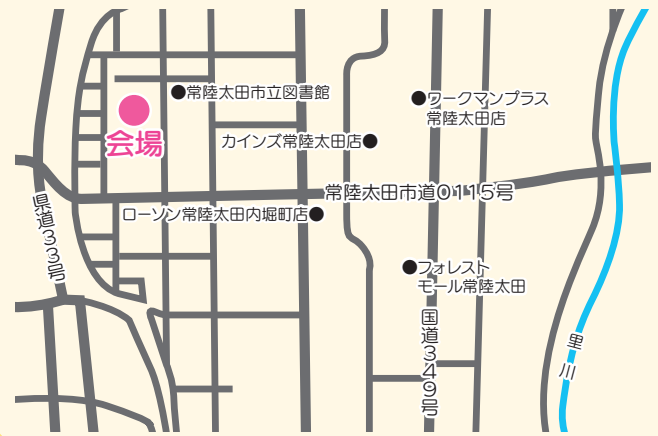 常陸太田市立図書館
ワークマンプラス
常陸太田店
会場
カインズ常陸太田店
常陸太田市道0115号
ローソン常陸太田内堀町店
県道33号
フォレスト
モール常陸太田
国道349号
里川